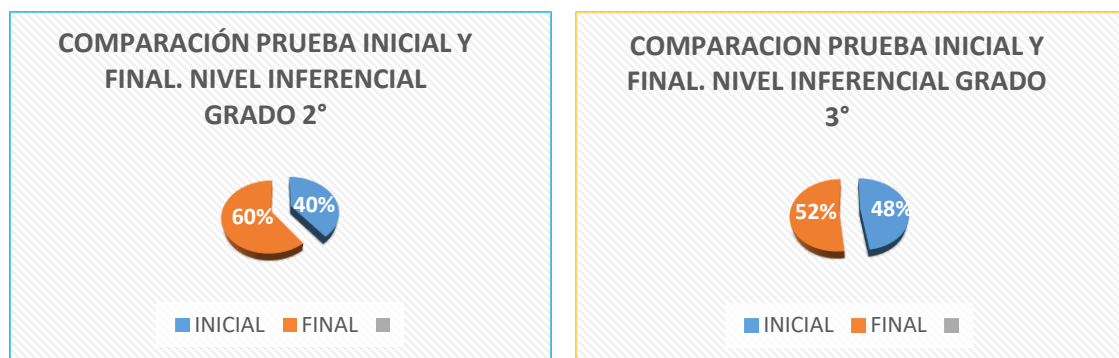 COMPARACIÓN PRUEBA INICIAL Y
FINAL. NIVEL INFERENCIAL
GRADO 2°
60%
40%
INICIAL FINAL
COMPARACION PRUEBA INICIAL Y
FINAL. NIVEL INFERENCIAL GRADO
3°
52%
48%
INICIAL FINAL